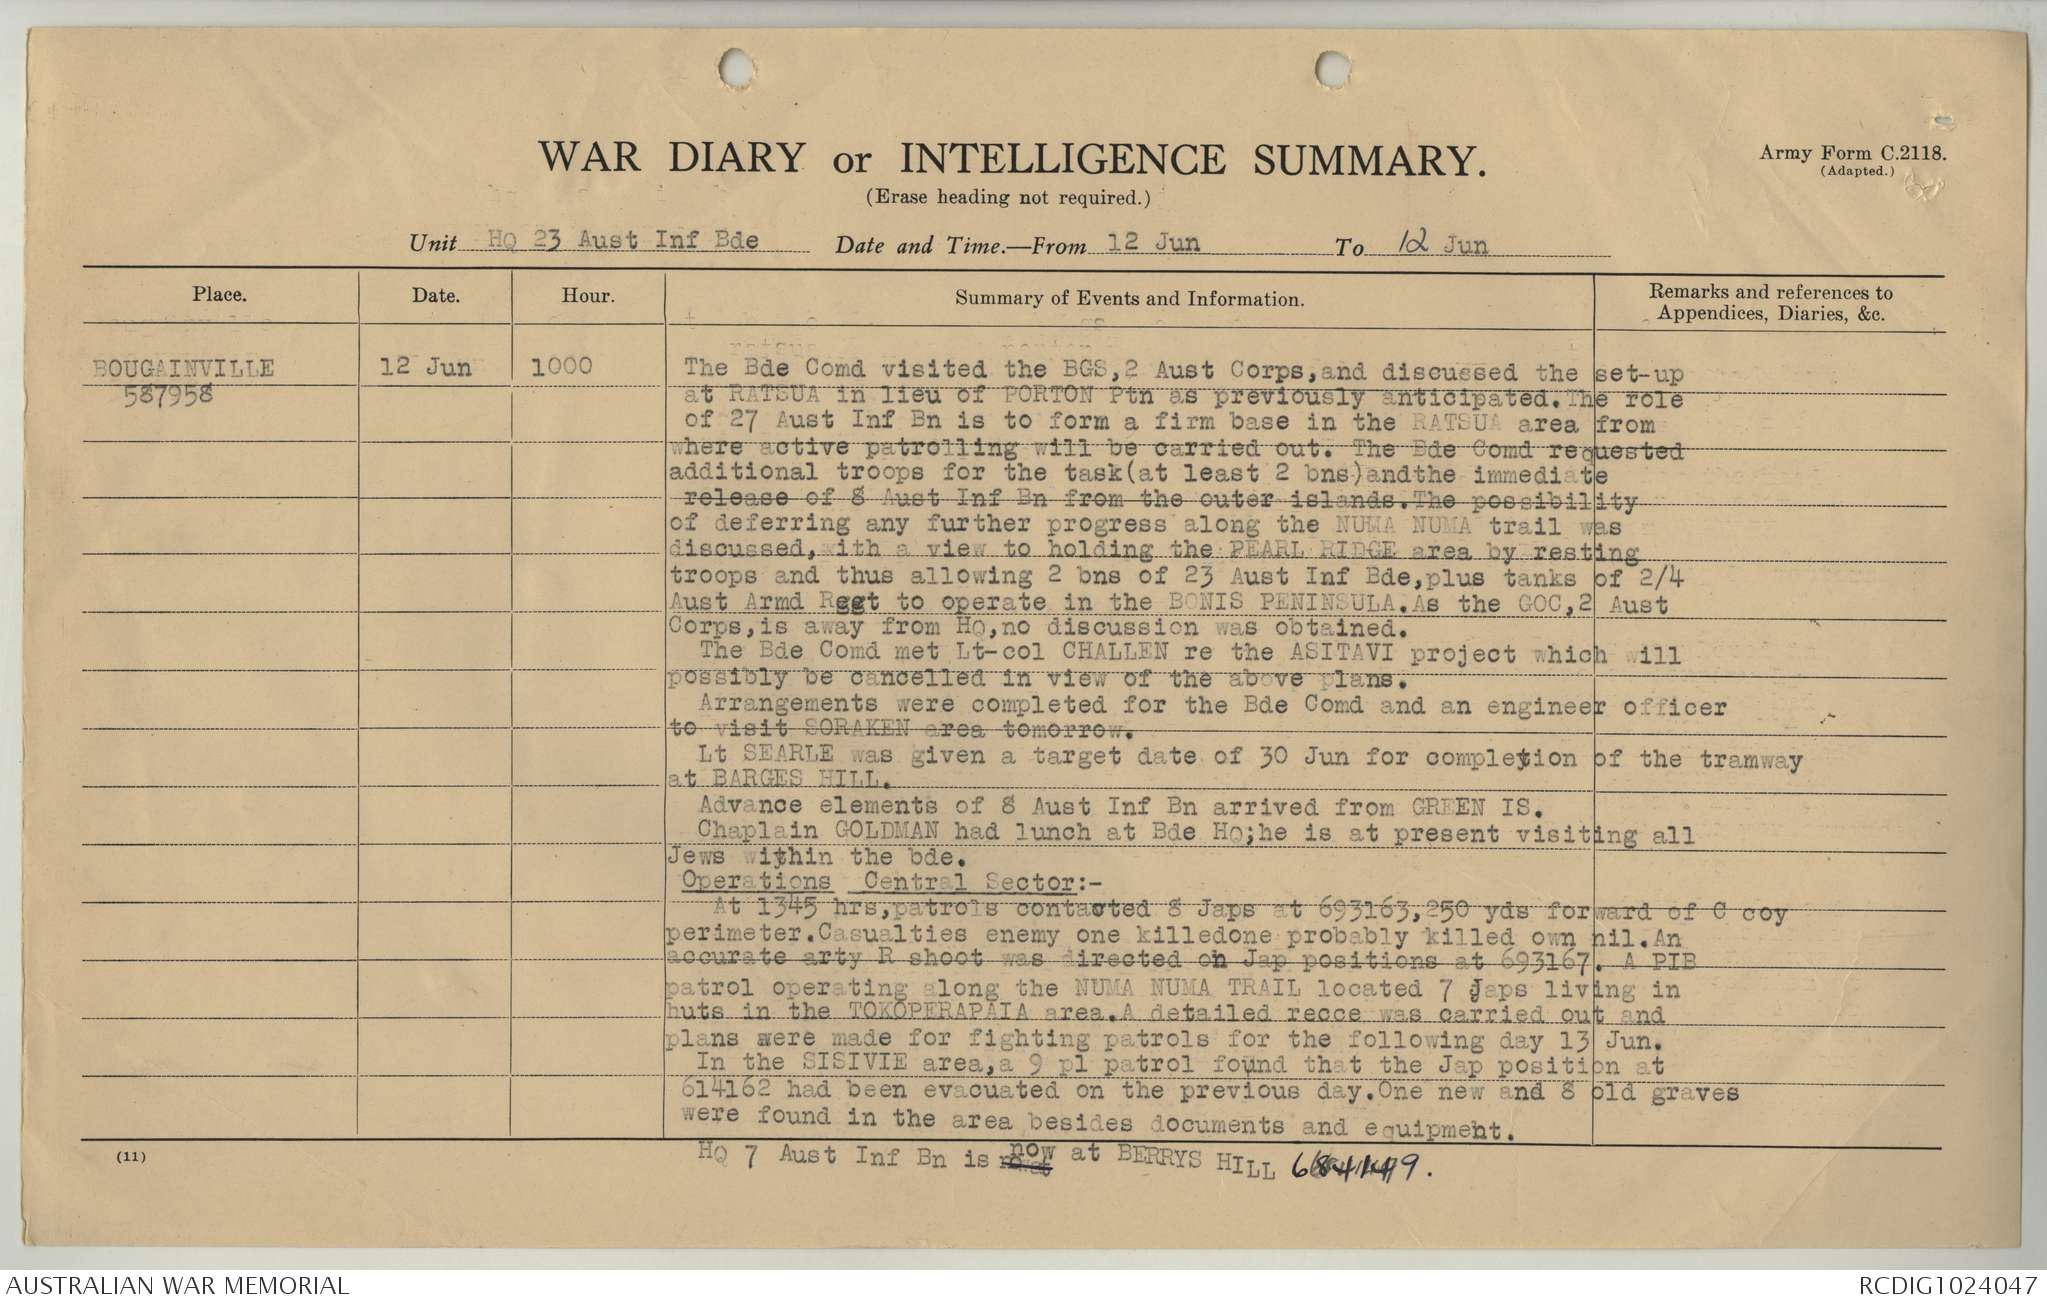 WAR DIARY or INTELLIGENCE SUMMARY.
Army Form C.2118.
(Adapted.)
(Erase heading not required.)
Unit HQ 23 Aust Inf Bde Date and Time.—From 12 Jun To 12 Jun
Place. Date. Hour. Summary of Events and Information. Remarks and references to
Appendices, Diaries, &c.
BOUGAINVILLE 12 Jun 1000 The Bde Comd visited the BGS,2 Aust Corps,and discussed the set-up
587958 at RATSUA in lieu of PORTON Ptn as previously anticipated.The role
of 27 Aust Inf Bn is to form a firm base in the RATSUA area from
where active patrolling will be carried out. The Bde Comd requested
additional troops for the task(at least 2 bns)andthe immediate
release of 8 Aust Inf Bn from the outer islands.The possibility
of deferring any further progress along the NUMA NUMA trail was
discussed,with a view to holding the PEARL RIDGE area by resting
troops and thus allowing 2 bns of 23 Aust Inf Bde,plus tanks of 2/4
Aust Armd Regt to operate in the BONIS PENINSULA.As the GOC,2 Aust
Corps,is away from HQ,no discussion was obtained.
The Bde Comd met Lt-col CHALLEN re the ASITAVI project which will
possibly be cancelled in view of the above plans.
Arrangements were completed for the Bde Comd and an engineer officer
to visit SORAKEN area tomorrow.
Lt SEARLE was given a target date of 30 Jun for completion of the tramway
at BARGES HILL.
Advance elements of 8 Aust Inf Bn arrived from GREEN IS.
Chaplain GOLDMAN had lunch at Bde HQ;he is at present visiting all
Jews within the bde.
Operations Central Sector:-
At 1345 hrs,patrols contacted 8 Japs at 693163,250 yds forward of C coy
perimeter.Casualties enemy one killedone probably killed own nil.An
accurate arty R shoot was directed on Jap positions at 693167. A PIB
patrol operating along the NUMA NUMA TRAIL located 7 Japs living in
huts in the TOKOPERAPAIA area.A detailed recce was carried out and
plans were made for fighting patrols for the following day 13 Jun.
In the SISIVIE area,a 9 pl patrol found that the Jap position at
614162 had been evacuated on the previous day.One new and 8 old graves
were found in the area besides documents and equipment.
(11) HQ 7 Aust Inf Bn is now at BERRYS HILL
AUSTRALIAN WAR MEMORIAL RCDIG1024047